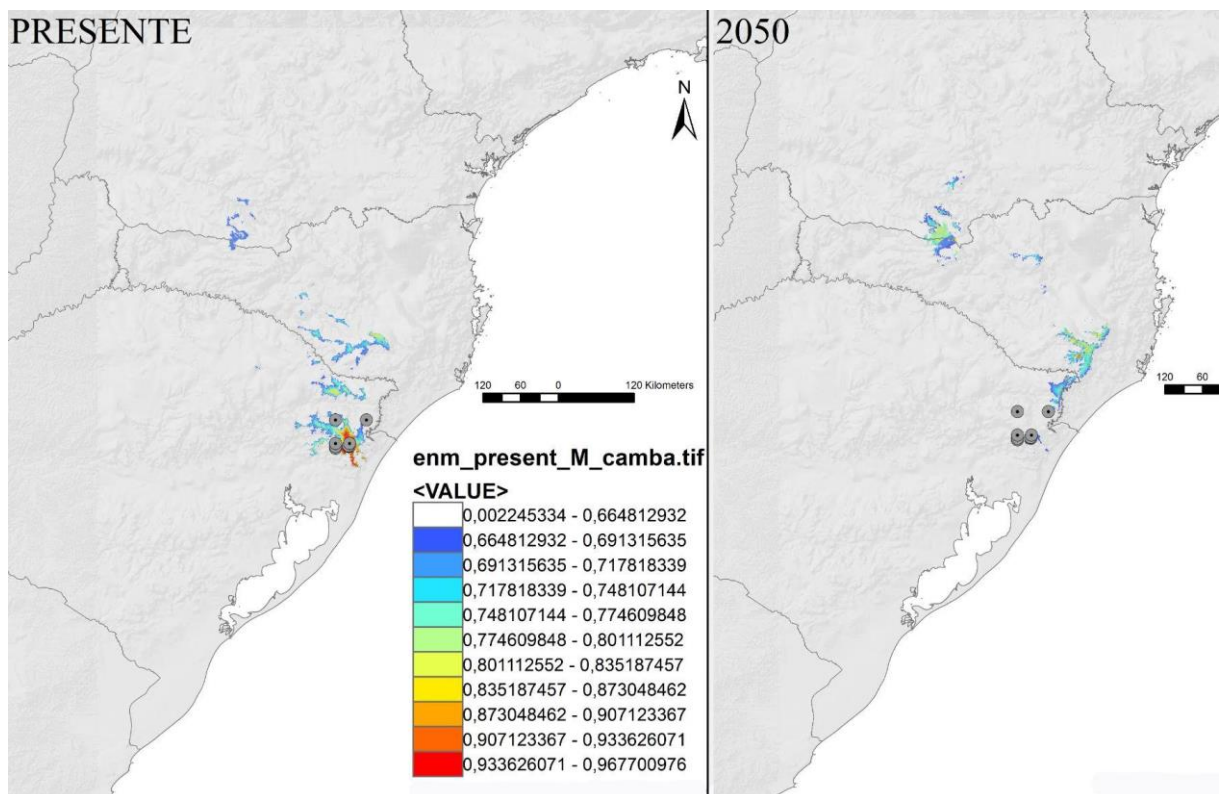 PRESENTE
2050
N
120 60 0 120 Kilometers
120 60
enm_present_M_camba.tif
<VALUE>
0,002245334 - 0,664812932
0,664812932 - 0,691315635
0,691315635 - 0,717818339
0,717818339 - 0,748107144
0,748107144 - 0,774609848
0,774609848 - 0,801112552
0,801112552 - 0,835187457
0,835187457 - 0,873048462
0,873048462 - 0,907123367
0,907123367 - 0,933626071
0,933626071 - 0,967700976